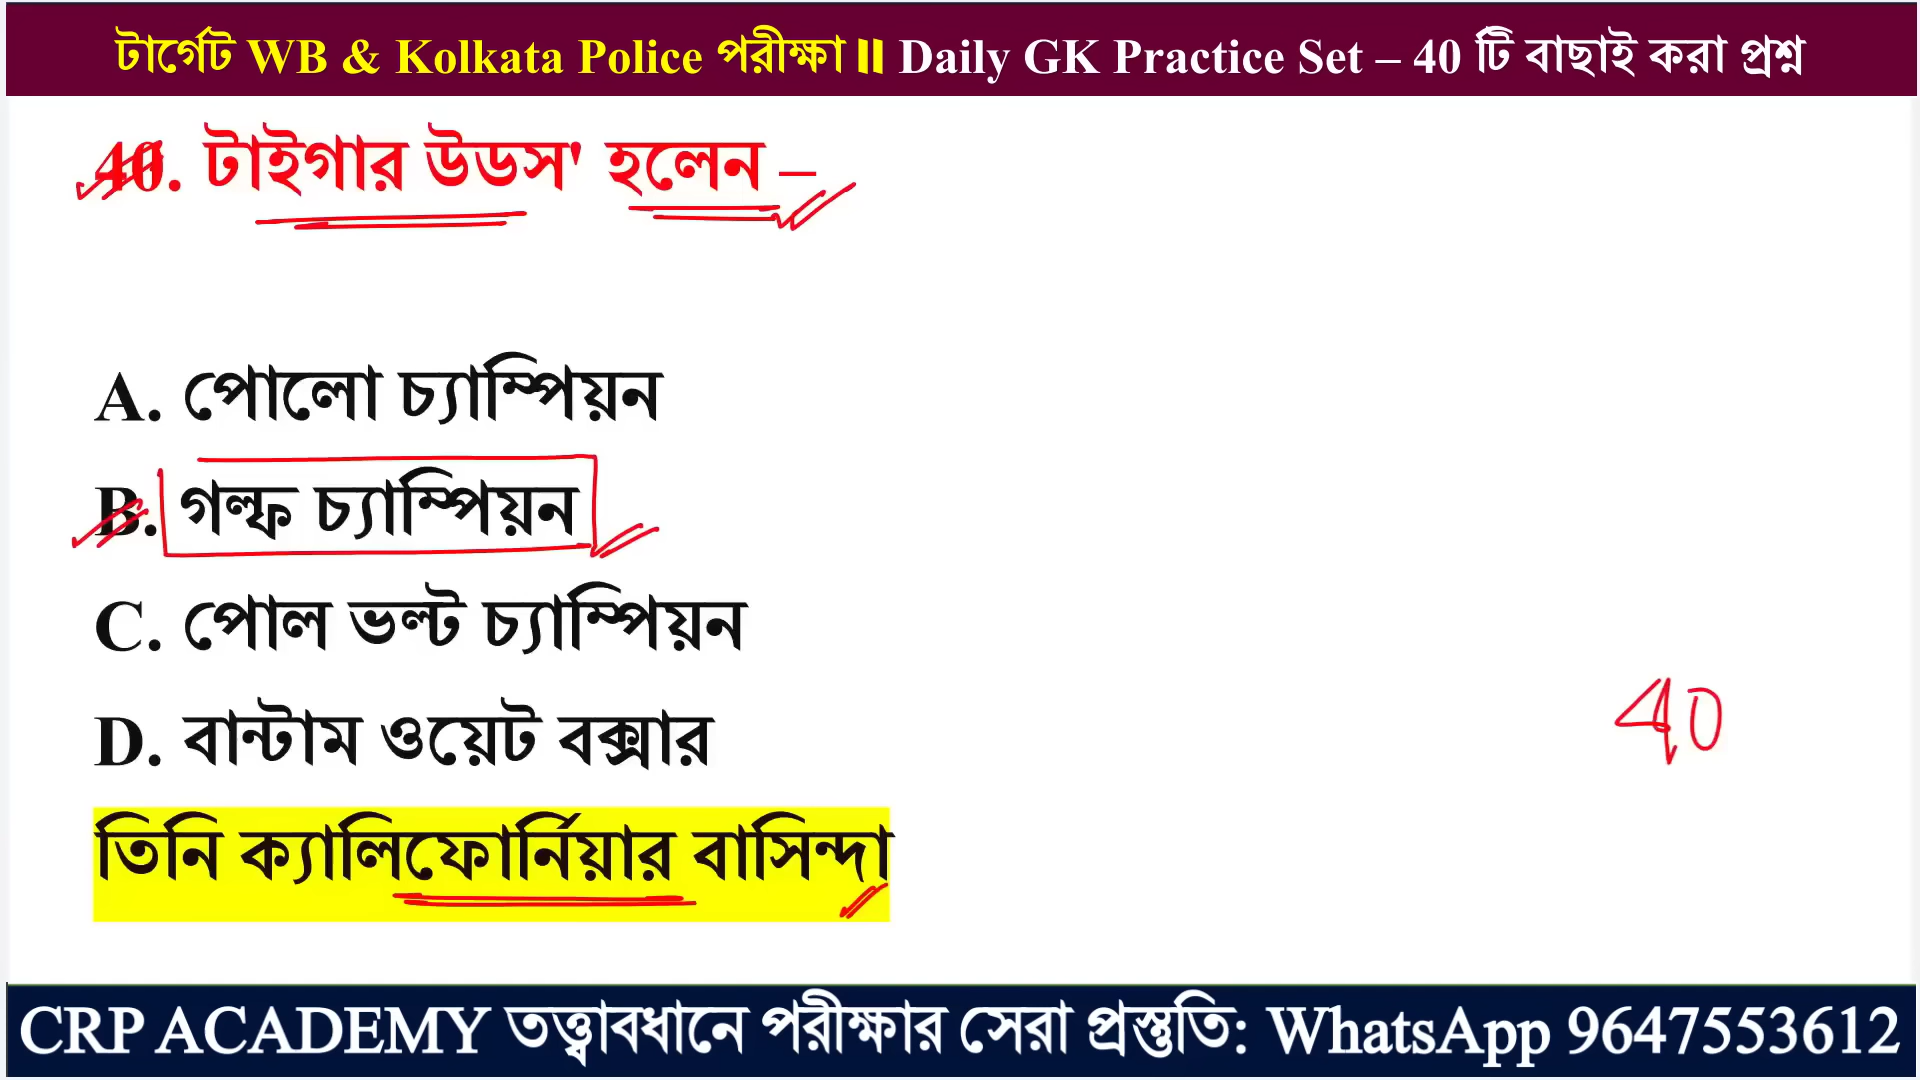 টার্গেট WB & Kolkata Police পরীক্ষা॥ Daily GK Practice Set – 40 টি বাছাই করা প্রশ্ন
40. টাইগার উডস' হলেন –
A. পোলো চ্যাম্পিয়ন
B. গল্ফ চ্যাম্পিয়ন
C. পোল ভল্ট চ্যাম্পিয়ন
D. বান্টাম ওয়েট বক্সার
40
তিনি ক্যালিফোর্নিয়ার বাসিন্দা
CRP ACADEMY তত্ত্বাবধানে পরীক্ষার সেরা প্রস্তুতি: WhatsApp 9647553612